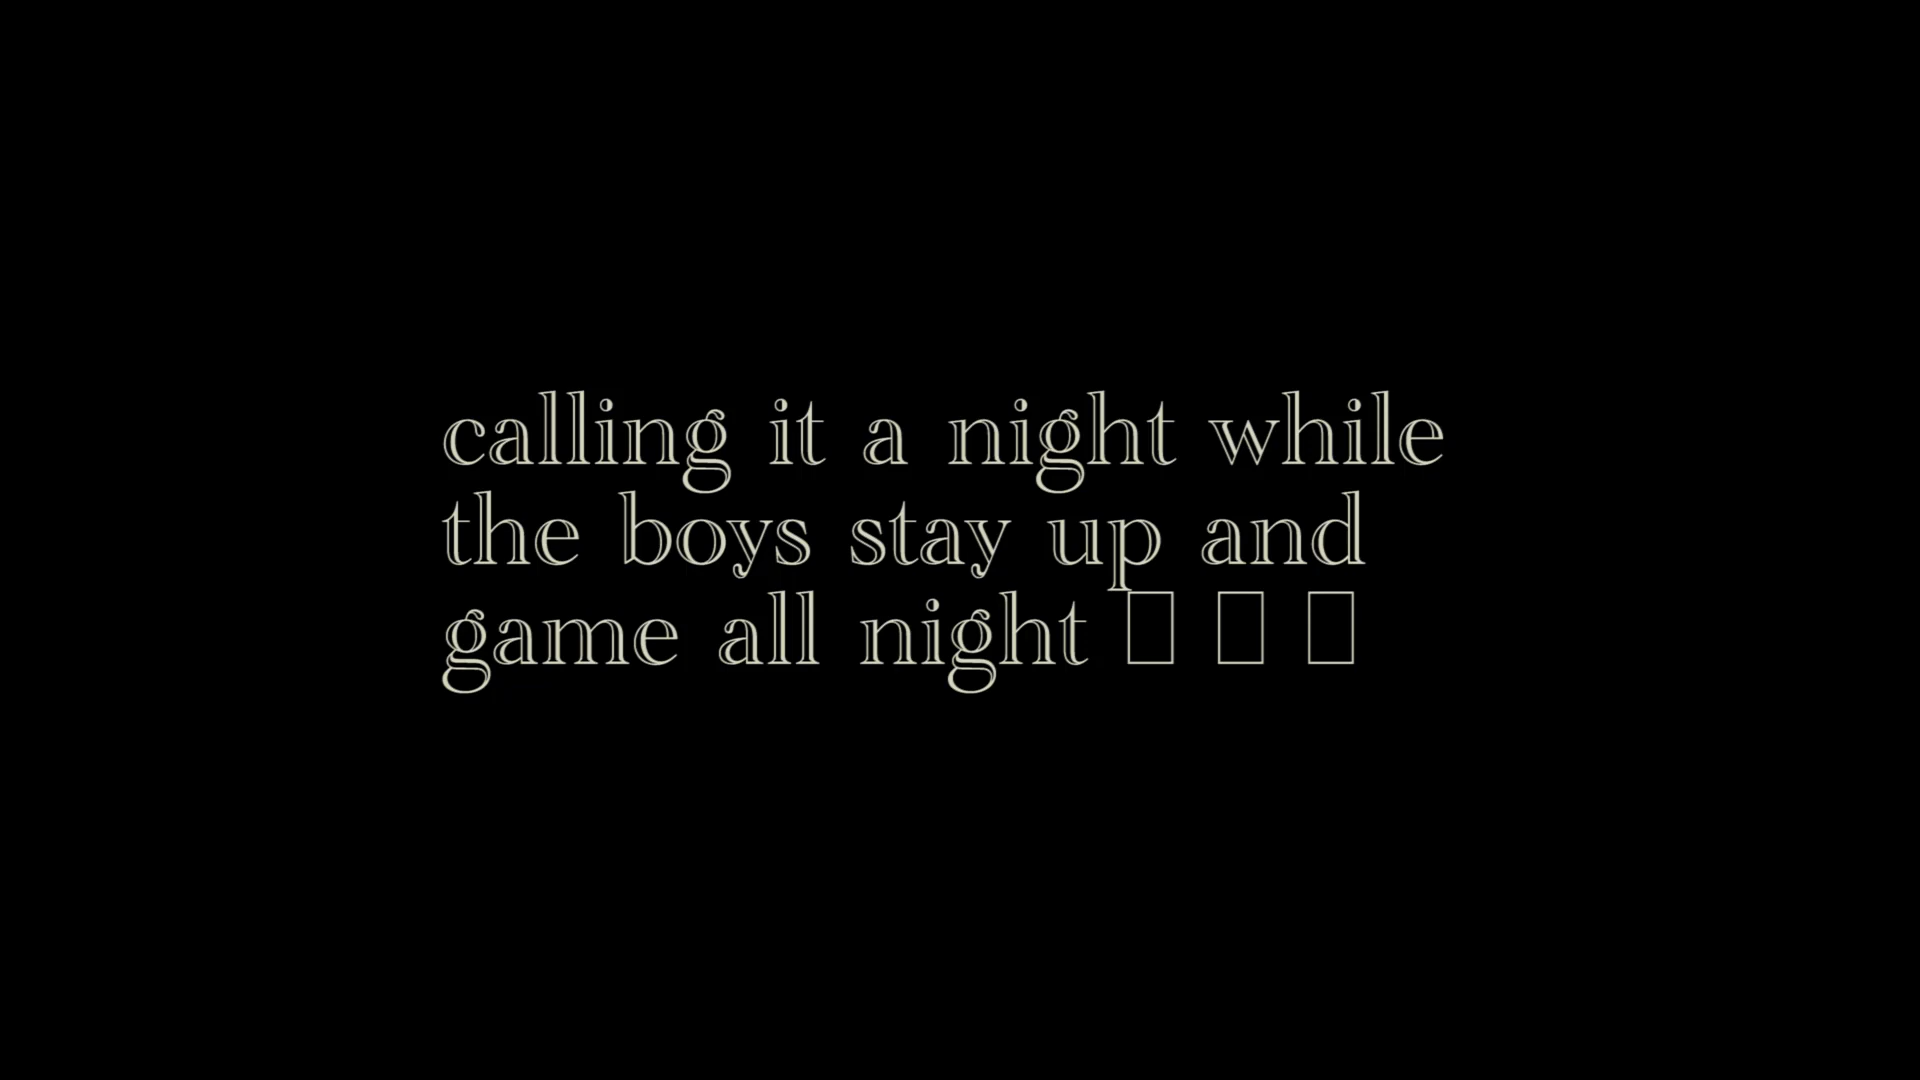 calling it a night while
the boys stay up and
game all night □ □ □